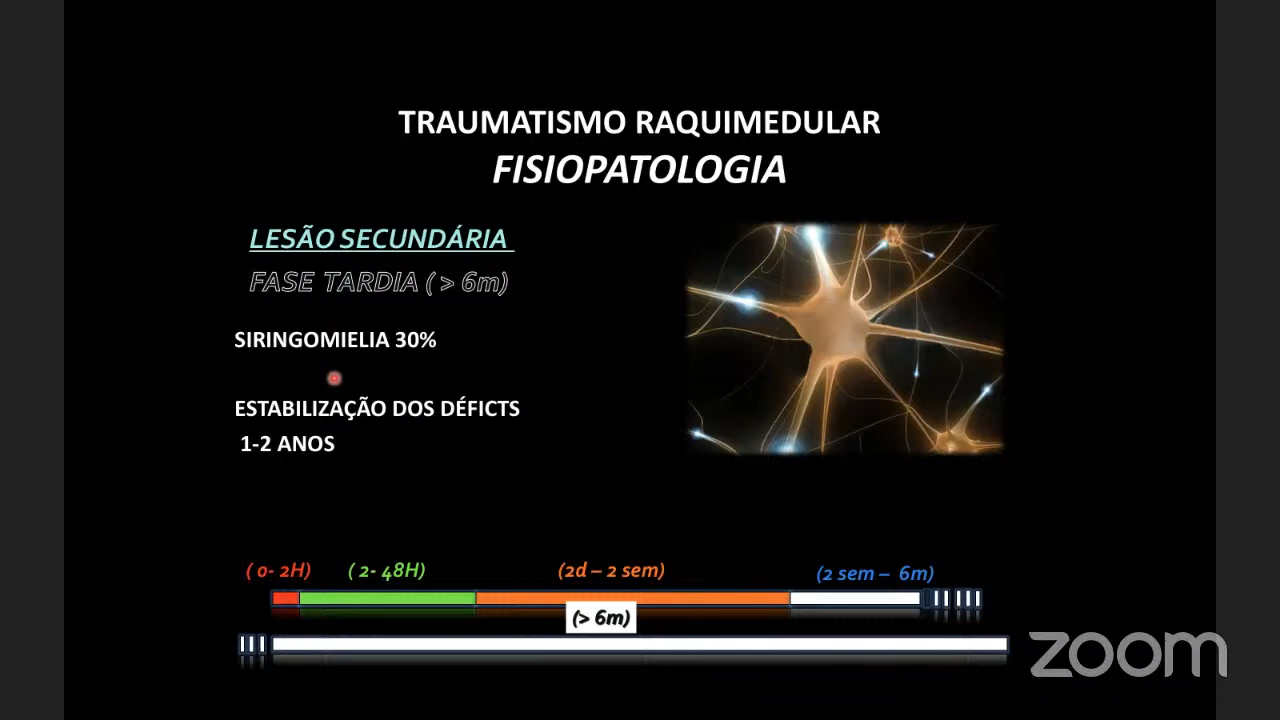 TRAUMATISMO RAQUIMEDULAR
FISIOPATOLOGIA
LESÃO SECUNDÁRIA
FASE TARDIA ( > 6m)
SIRINGOMIELIA 30%
ESTABILIZAÇÃO DOS DÉFICTS
1-2 ANOS
( 0- 2H) ( 2- 48H) (2d – 2 sem) (2 sem – 6m)
(> 6m)
zoom